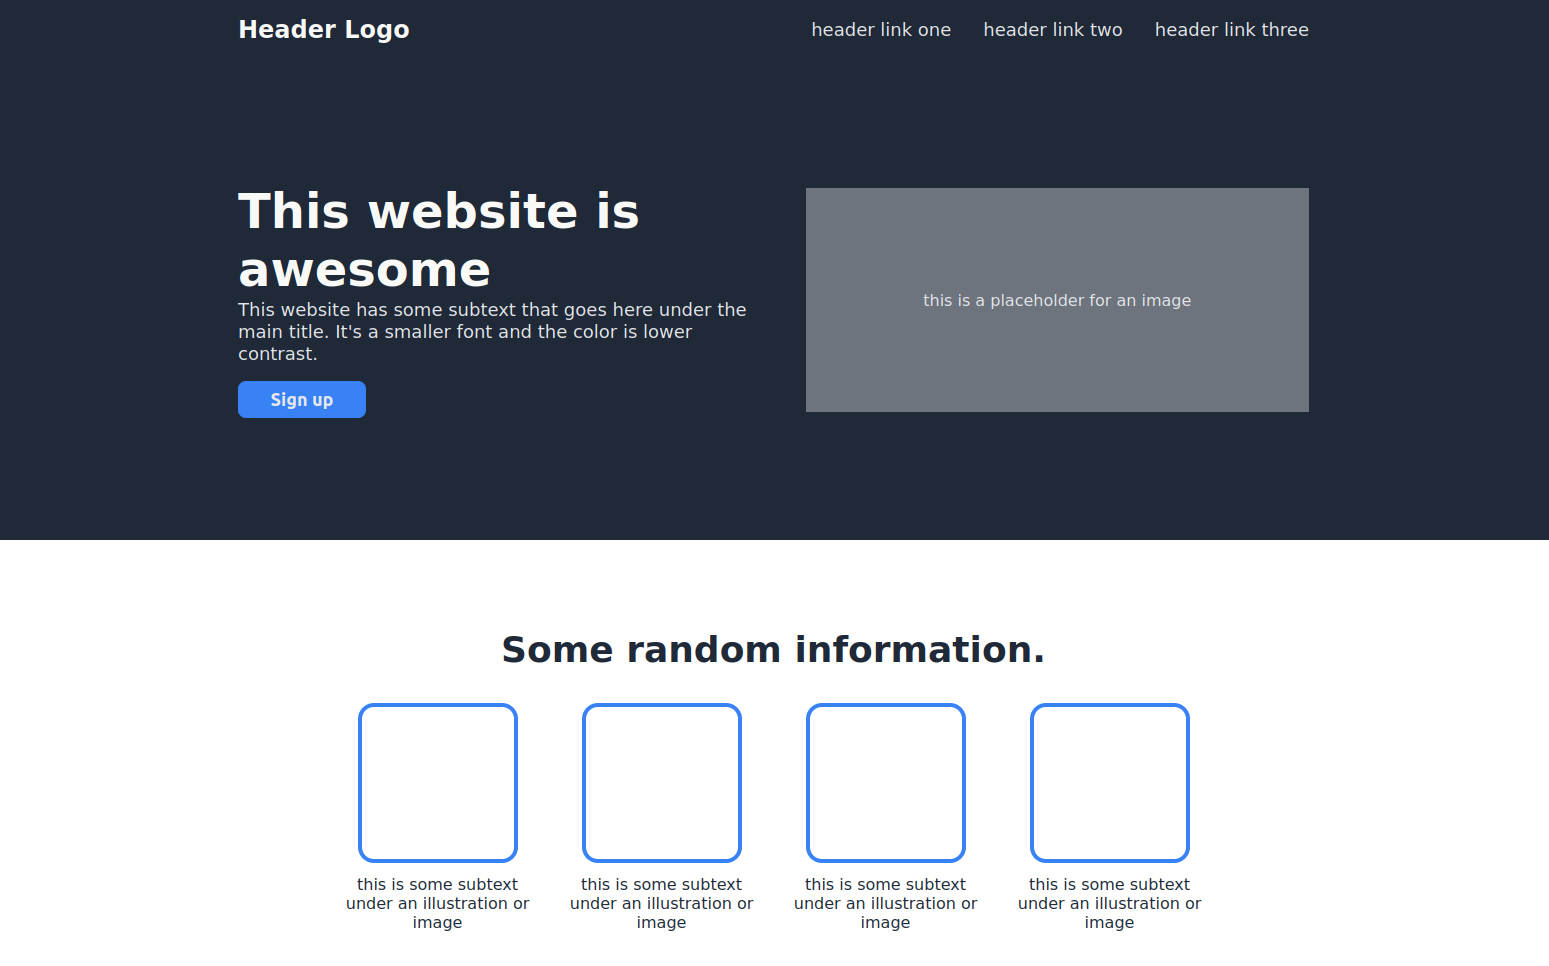 Header Logo
header link one
header link two
header link three
This website is
awesome
This website has some subtext that goes here under the
main title. It's a smaller font and the color is lower
contrast.
Sign up
this is a placeholder for an image
Some random information.
this is some subtext
under an illustration or
image
this is some subtext
under an illustration or
image
this is some subtext
under an illustration or
image
this is some subtext
under an illustration or
image